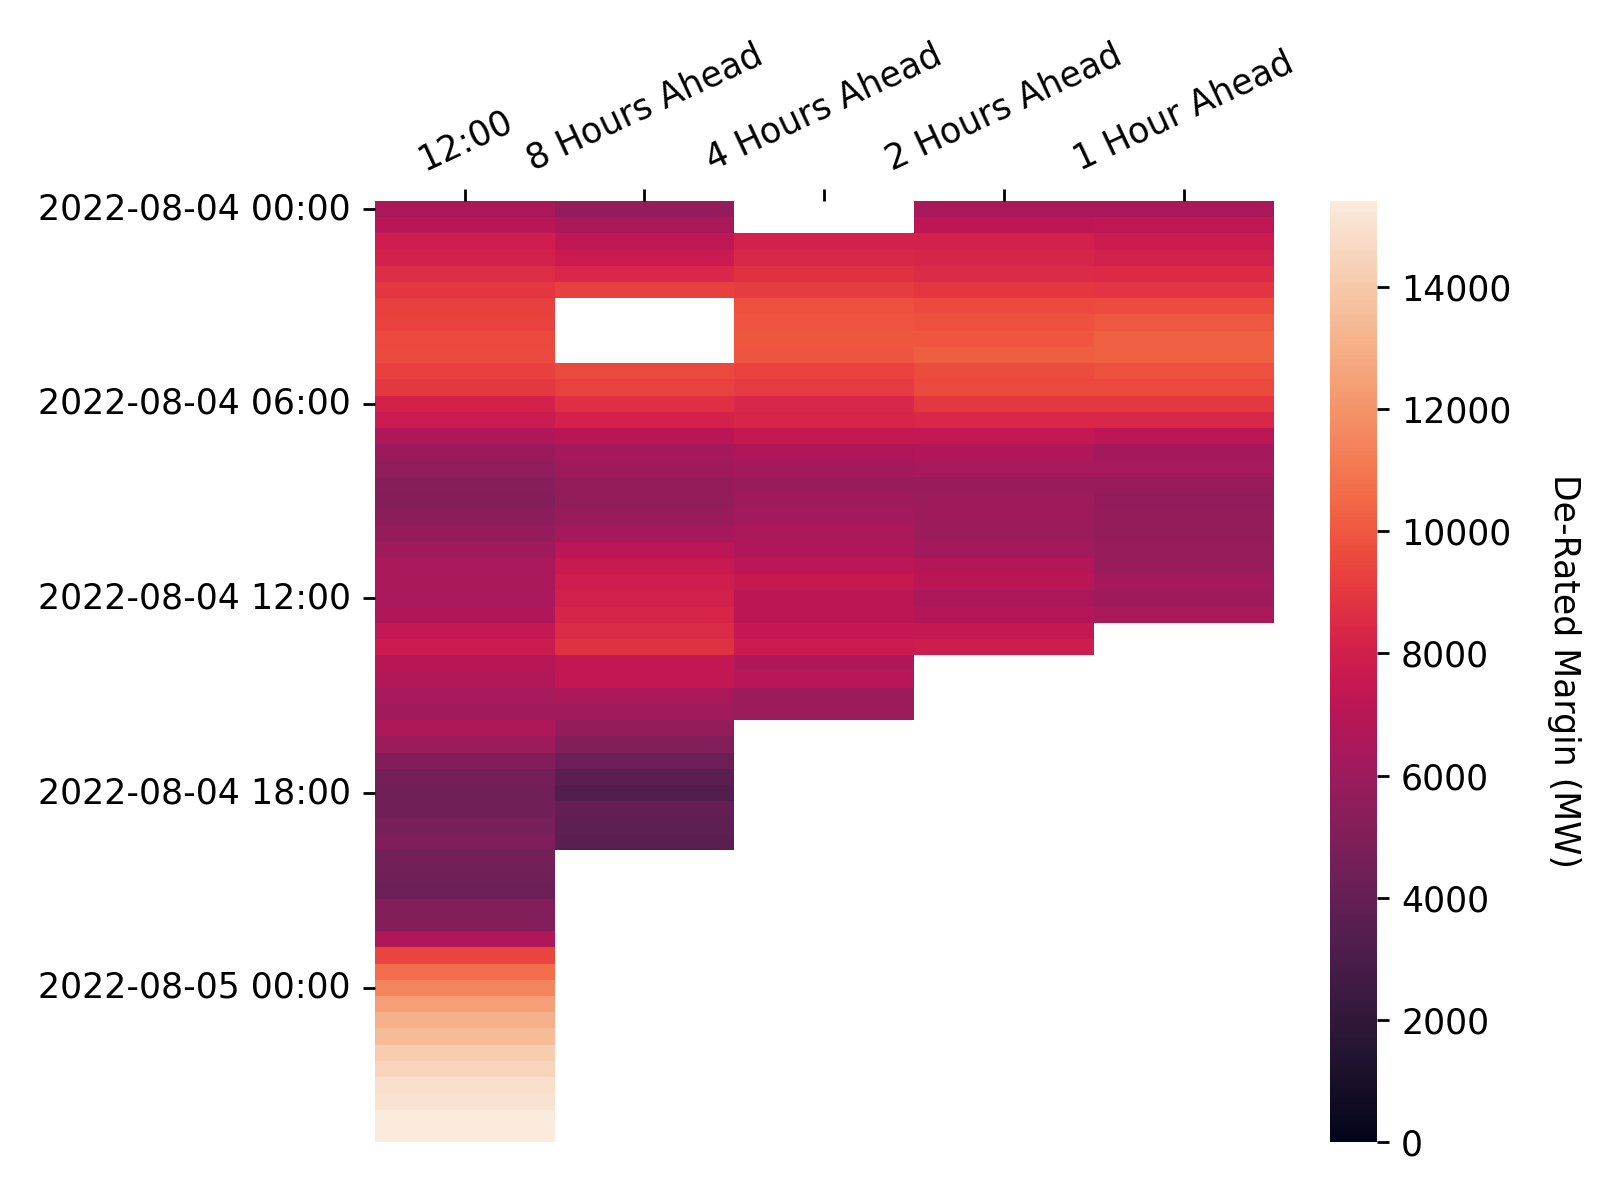 12:00
8 Hours Ahead
4 Hours Ahead
2 Hours Ahead
1 Hour Ahead
2022-08-04 00:00
2022-08-04 06:00
2022-08-04 12:00
2022-08-04 18:00
2022-08-05 00:00
14000
12000
10000
8000
6000
4000
2000
0
De-Rated Margin (MW)